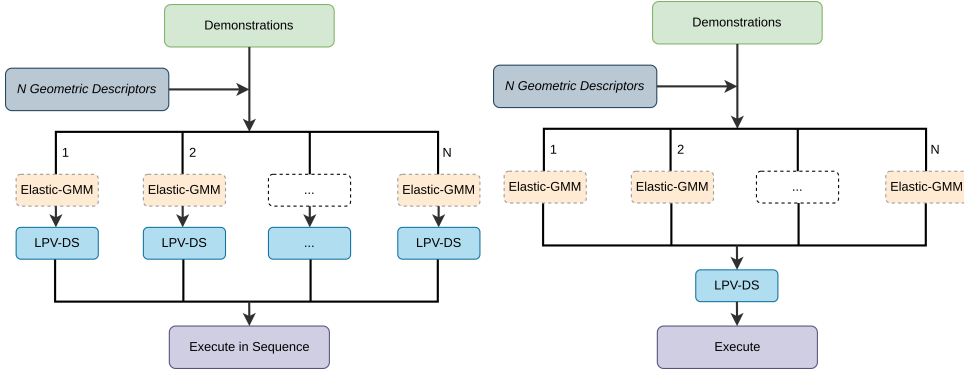 Demonstrations
N Geometric Descriptors
1
2
N
Elastic-GMM
Elastic-GMM
...
Elastic-GMM
LPV-DS
LPV-DS
...
LPV-DS
Execute in Sequence
Demonstrations
N Geometric Descriptors
1
2
N
Elastic-GMM
Elastic-GMM
...
Elastic-GMM
LPV-DS
Execute